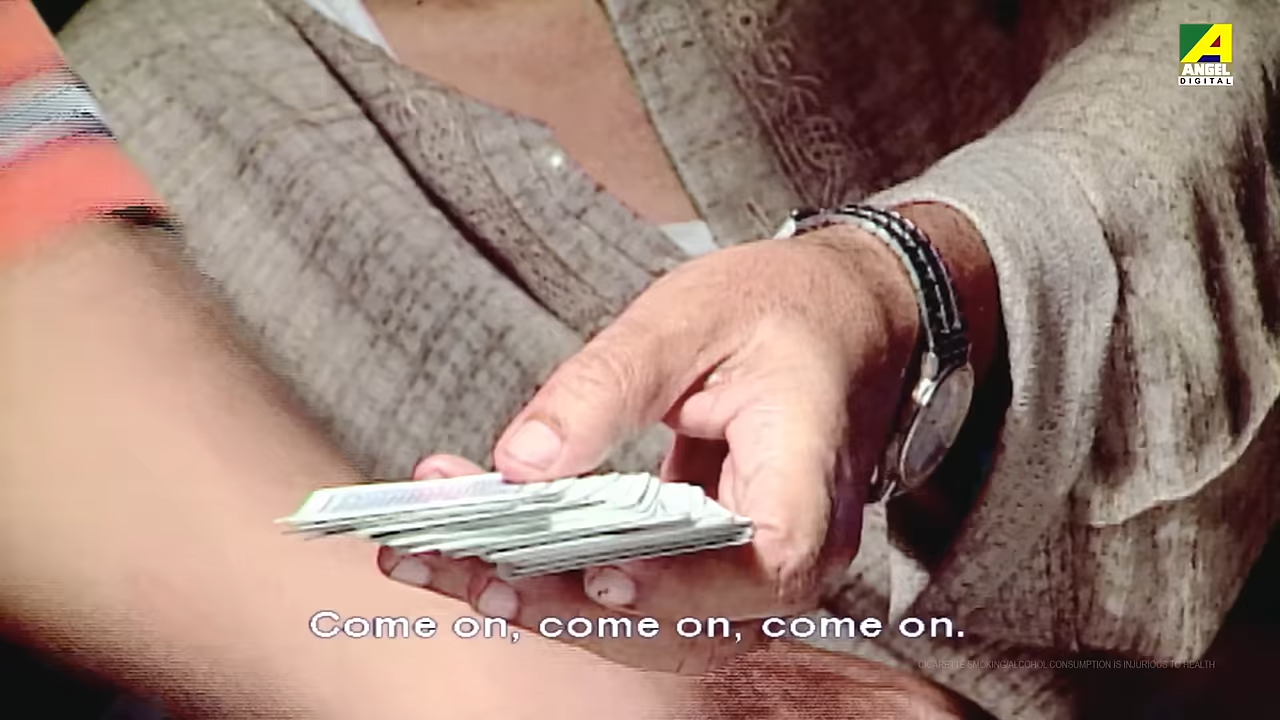 A
ANGEL
DIGITAL
Come on, come on, come on.
CIGARETTE SMOKING/ALCOHOL CONSUMPTION IS INJURIOUS TO HEALTH